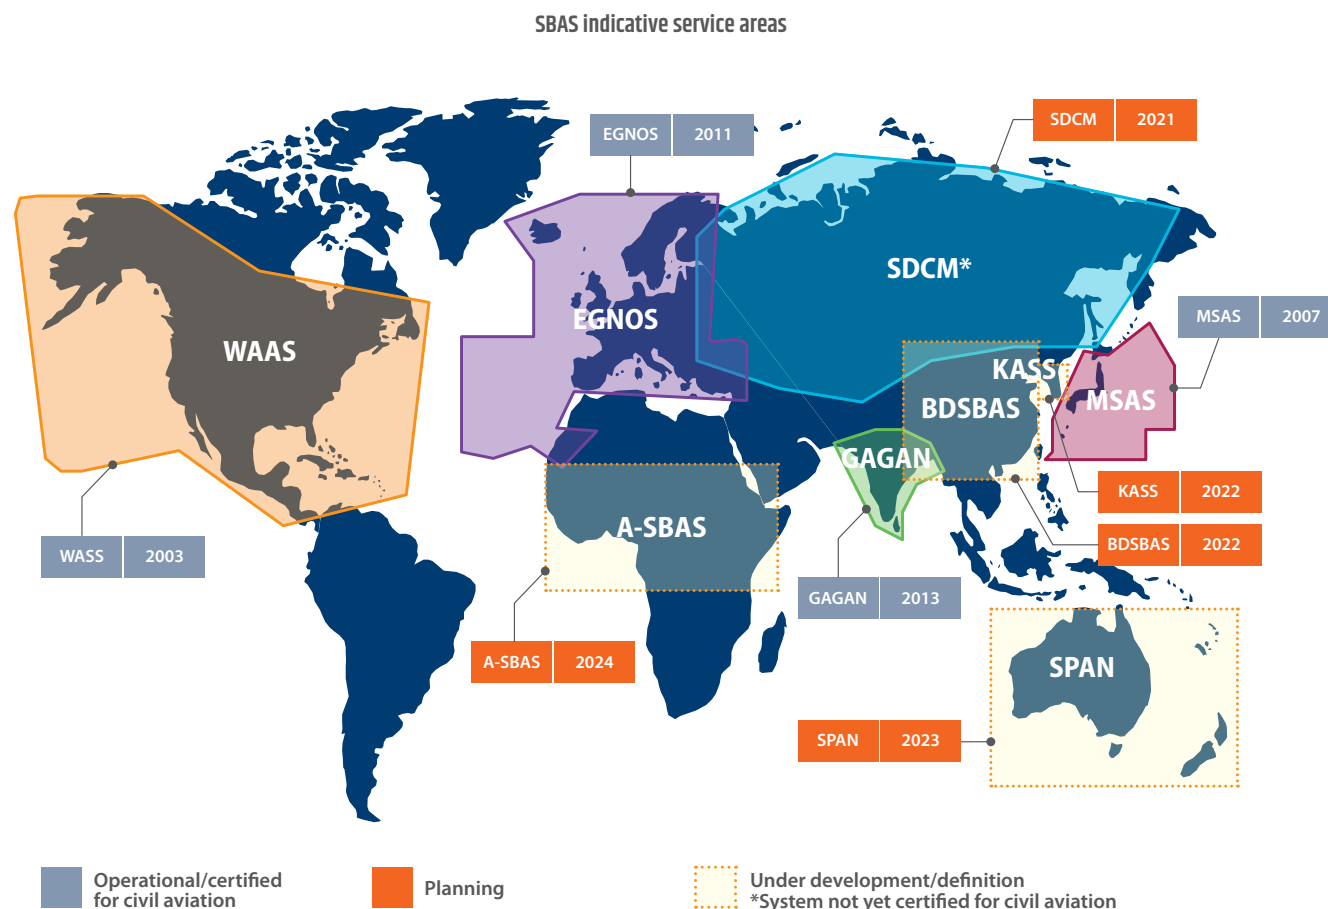 SBAS indicative service areas
SDCM 2021
EGNOS 2011
SDCM*
MSAS 2007
EGNOS
WAAS
KASS
MSAS
BDSBAS
GAGAN
KASS 2022
A-SBAS
BDSBAS 2022
WASS 2003
GAGAN 2013
A-SBAS 2024
SPAN
SPAN 2023
Operational/certified
for civil aviation
Planning
Under development/definition
*System not yet certified for civil aviation